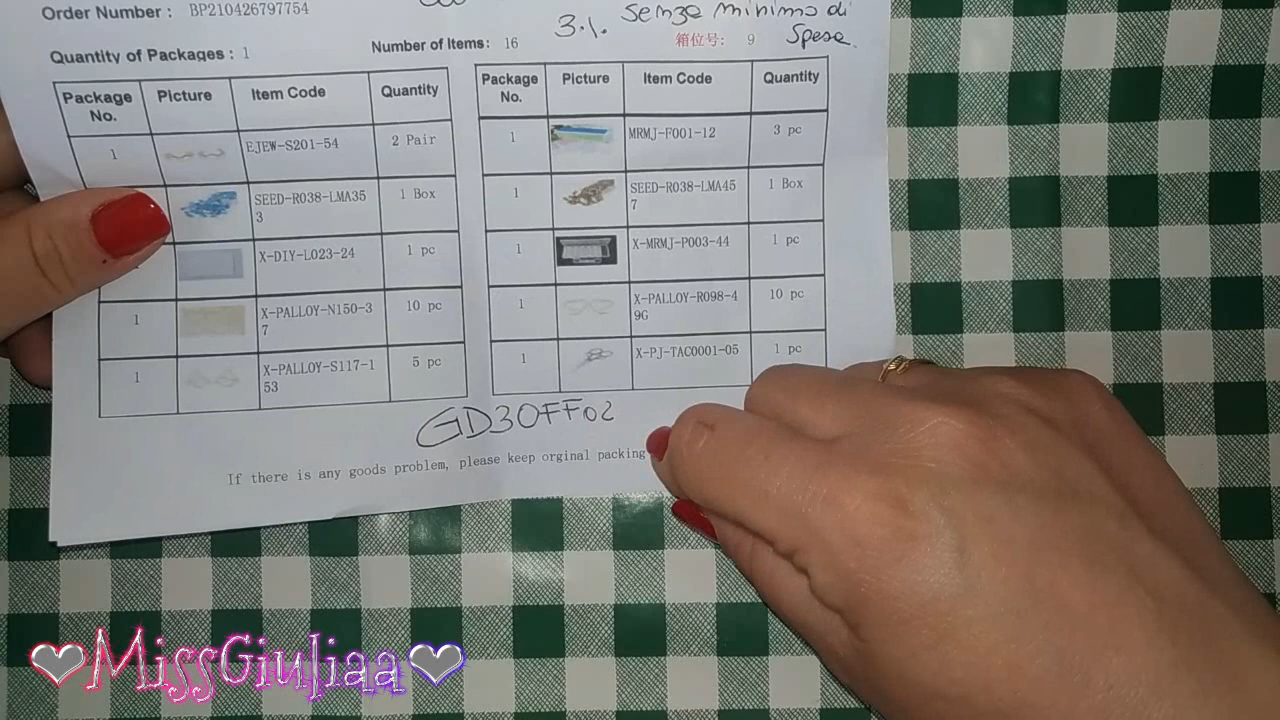 Order Number : BP210426797754
3.%. Senza minimo di
箱位号: 9 Spesa.
Quantity of Packages : 1 Number of Items: 16
Package No. Picture Item Code Quantity
1 EJEW-S201-54 2 Pair
SEED-R038-LMA35
3 1 Box
X-DIY-L023-24 1 pc
1 X-PALLOY-N150-3
7 10 pc
1 X-PALLOY-S117-1
53 5 pc
Package No. Picture Item Code Quantity
1 MRMJ-F001-12 3 pc
1 SEED-R038-LMA45
7 1 Box
1 X-MRMJ-P003-44 1 pc
1 X-PALLOY-R098-4
9G 10 pc
1 X-PJ-TAC0001-05 1 pc
GD3OFF02
If there is any goods problem, please keep orginal packing
MissGiuliaa